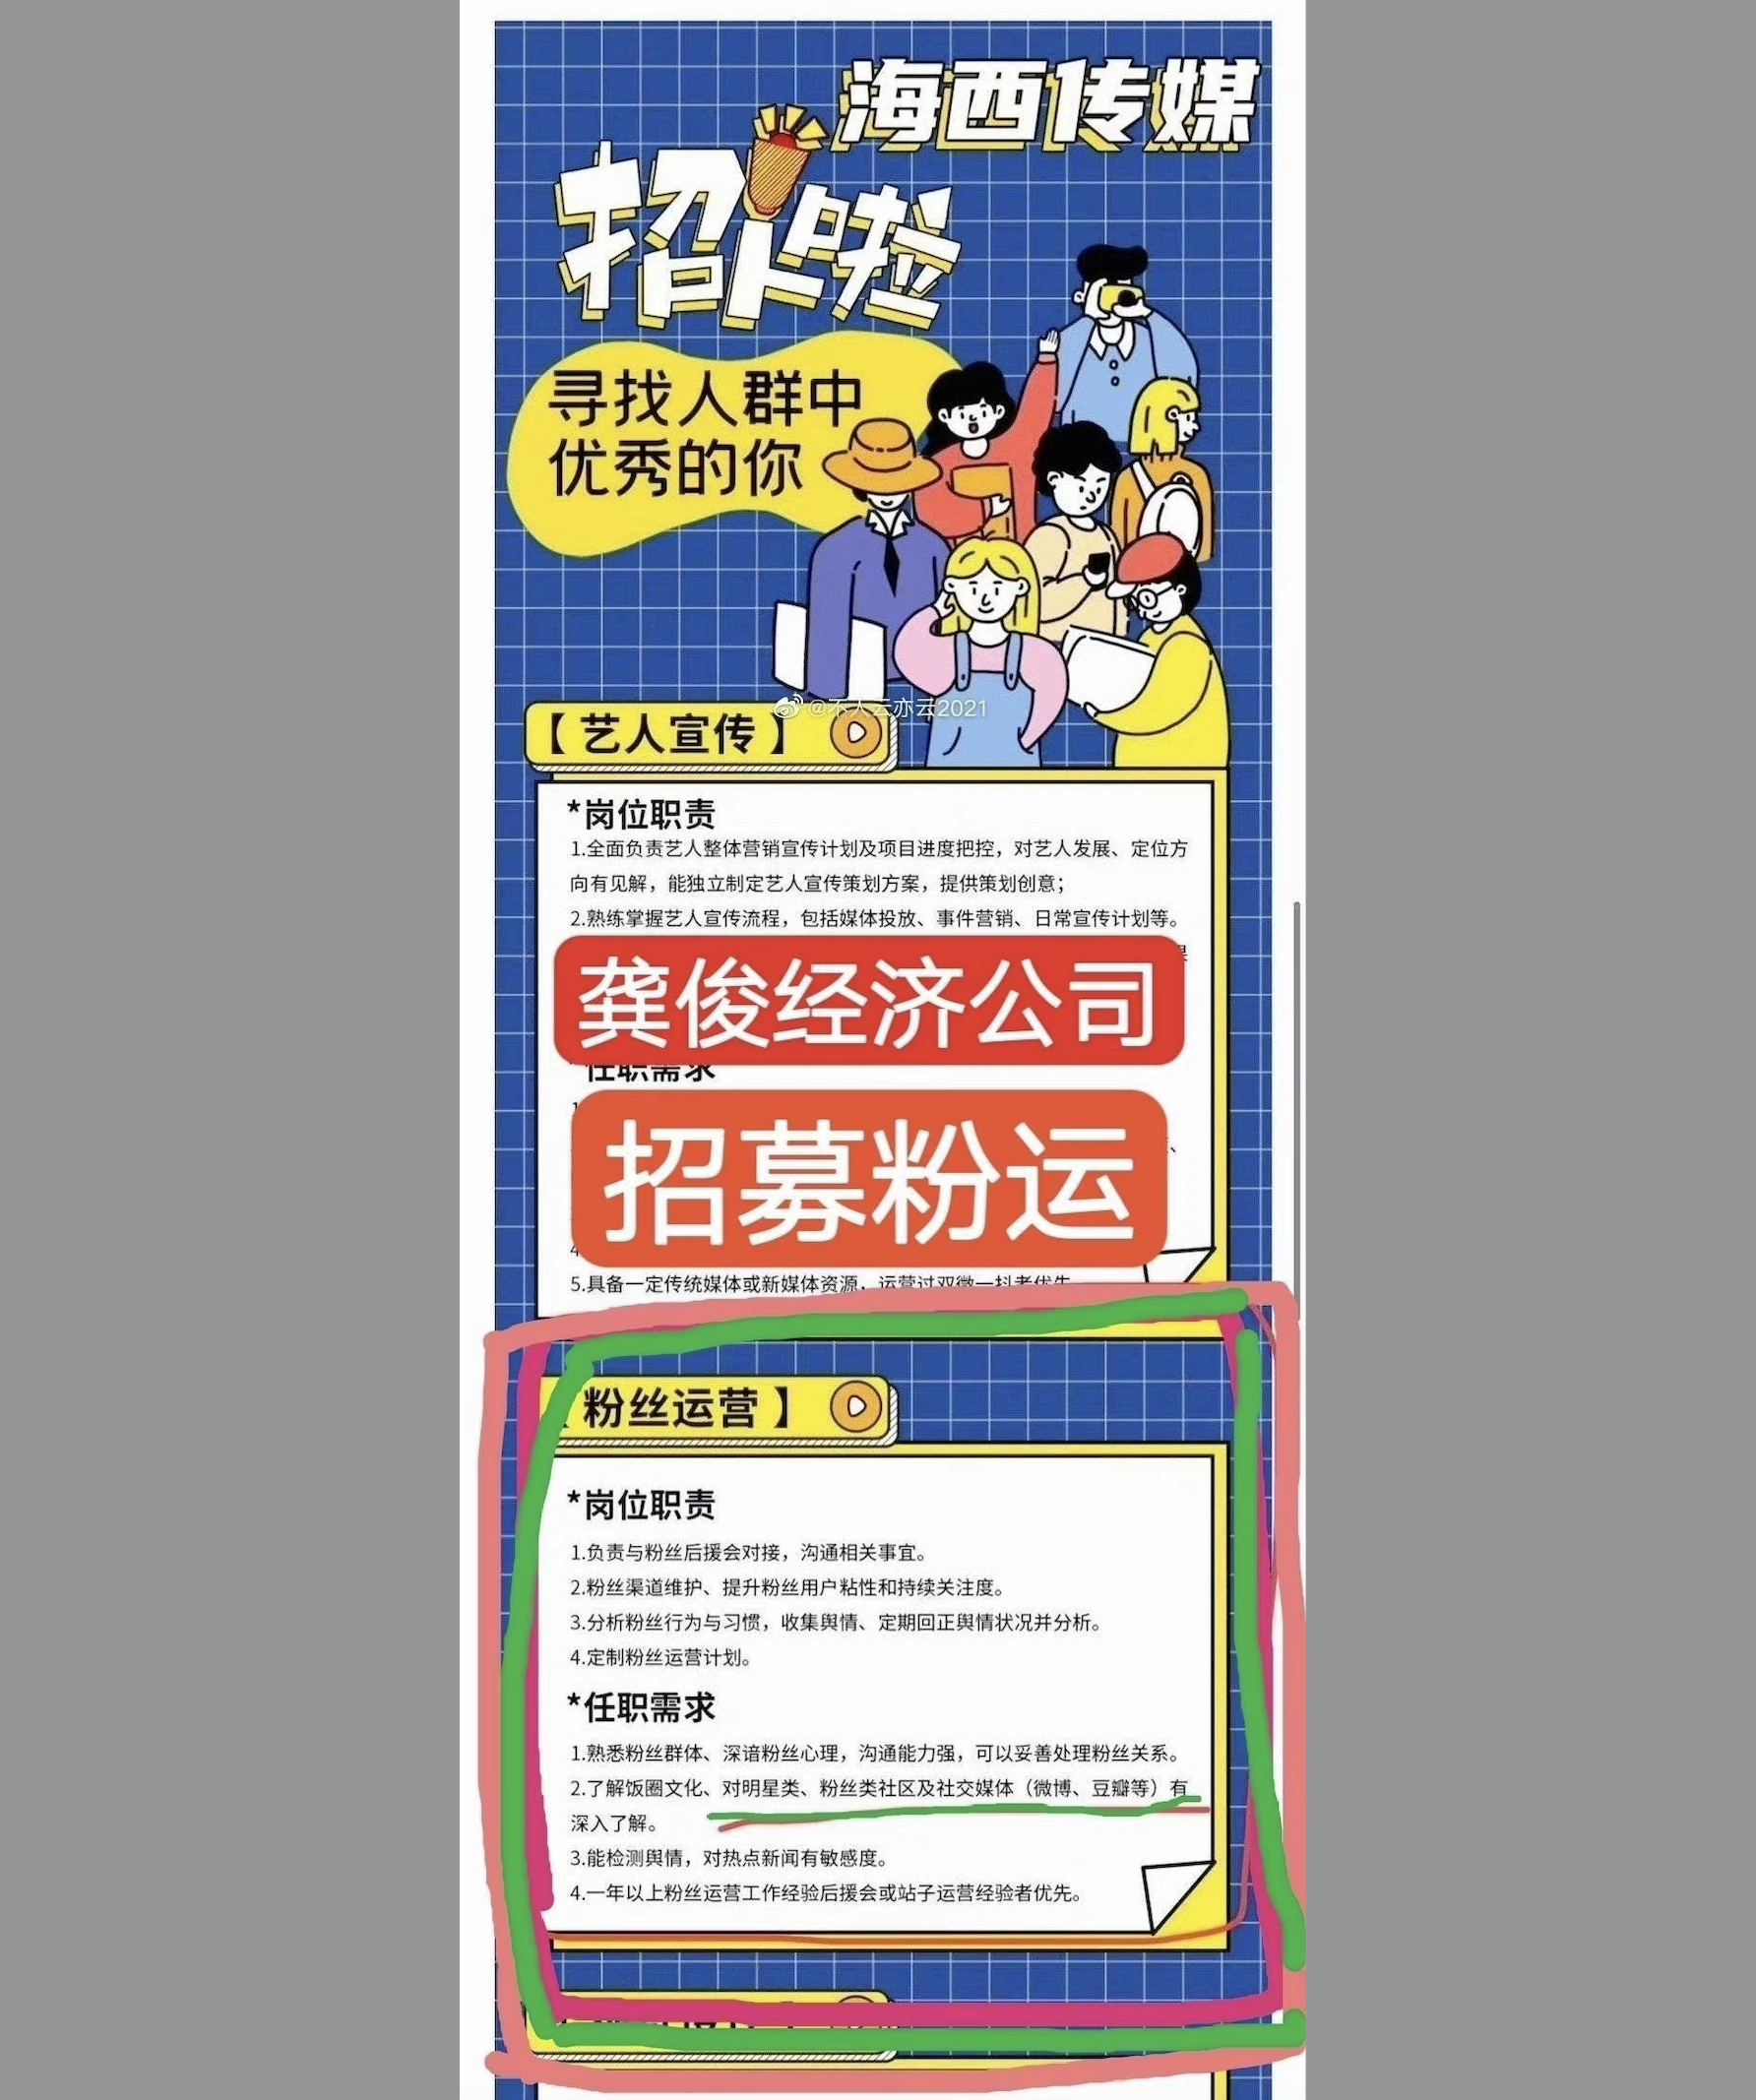 海西传媒
招人啦
寻找人群中
优秀的你
@不人云亦云2021
【艺人宣传】
*岗位职责
1.全面负责艺人整体营销宣传计划及项目进度把控，对艺人发展、定位方
向有见解，能独立制定艺人宣传策划方案，提供策划创意；
2.熟练掌握艺人宣传流程，包括媒体投放、事件营销、日常宣传计划等。
龚俊经济公司
任职需求
招募粉运
5.具备一定传统媒体或新媒体资源，运营过双微一抖者优先
粉丝运营】
*岗位职责
1.负责与粉丝后援会对接，沟通相关事宜。
2.粉丝渠道维护、提升粉丝用户粘性和持续关注度。
3.分析粉丝行为与习惯，收集舆情、定期回正舆情状况并分析。
4.定制粉丝运营计划。
*任职需求
1.熟悉粉丝群体、深谙粉丝心理，沟通能力强，可以妥善处理粉丝关系。
2.了解饭圈文化、对明星类、粉丝类社区及社交媒体（微博、豆瓣等）有
深入了解。
3.能检测舆情，对热点新闻有敏感度。
4.一年以上粉丝运营工作经验后援会或站子运营经验者优先。